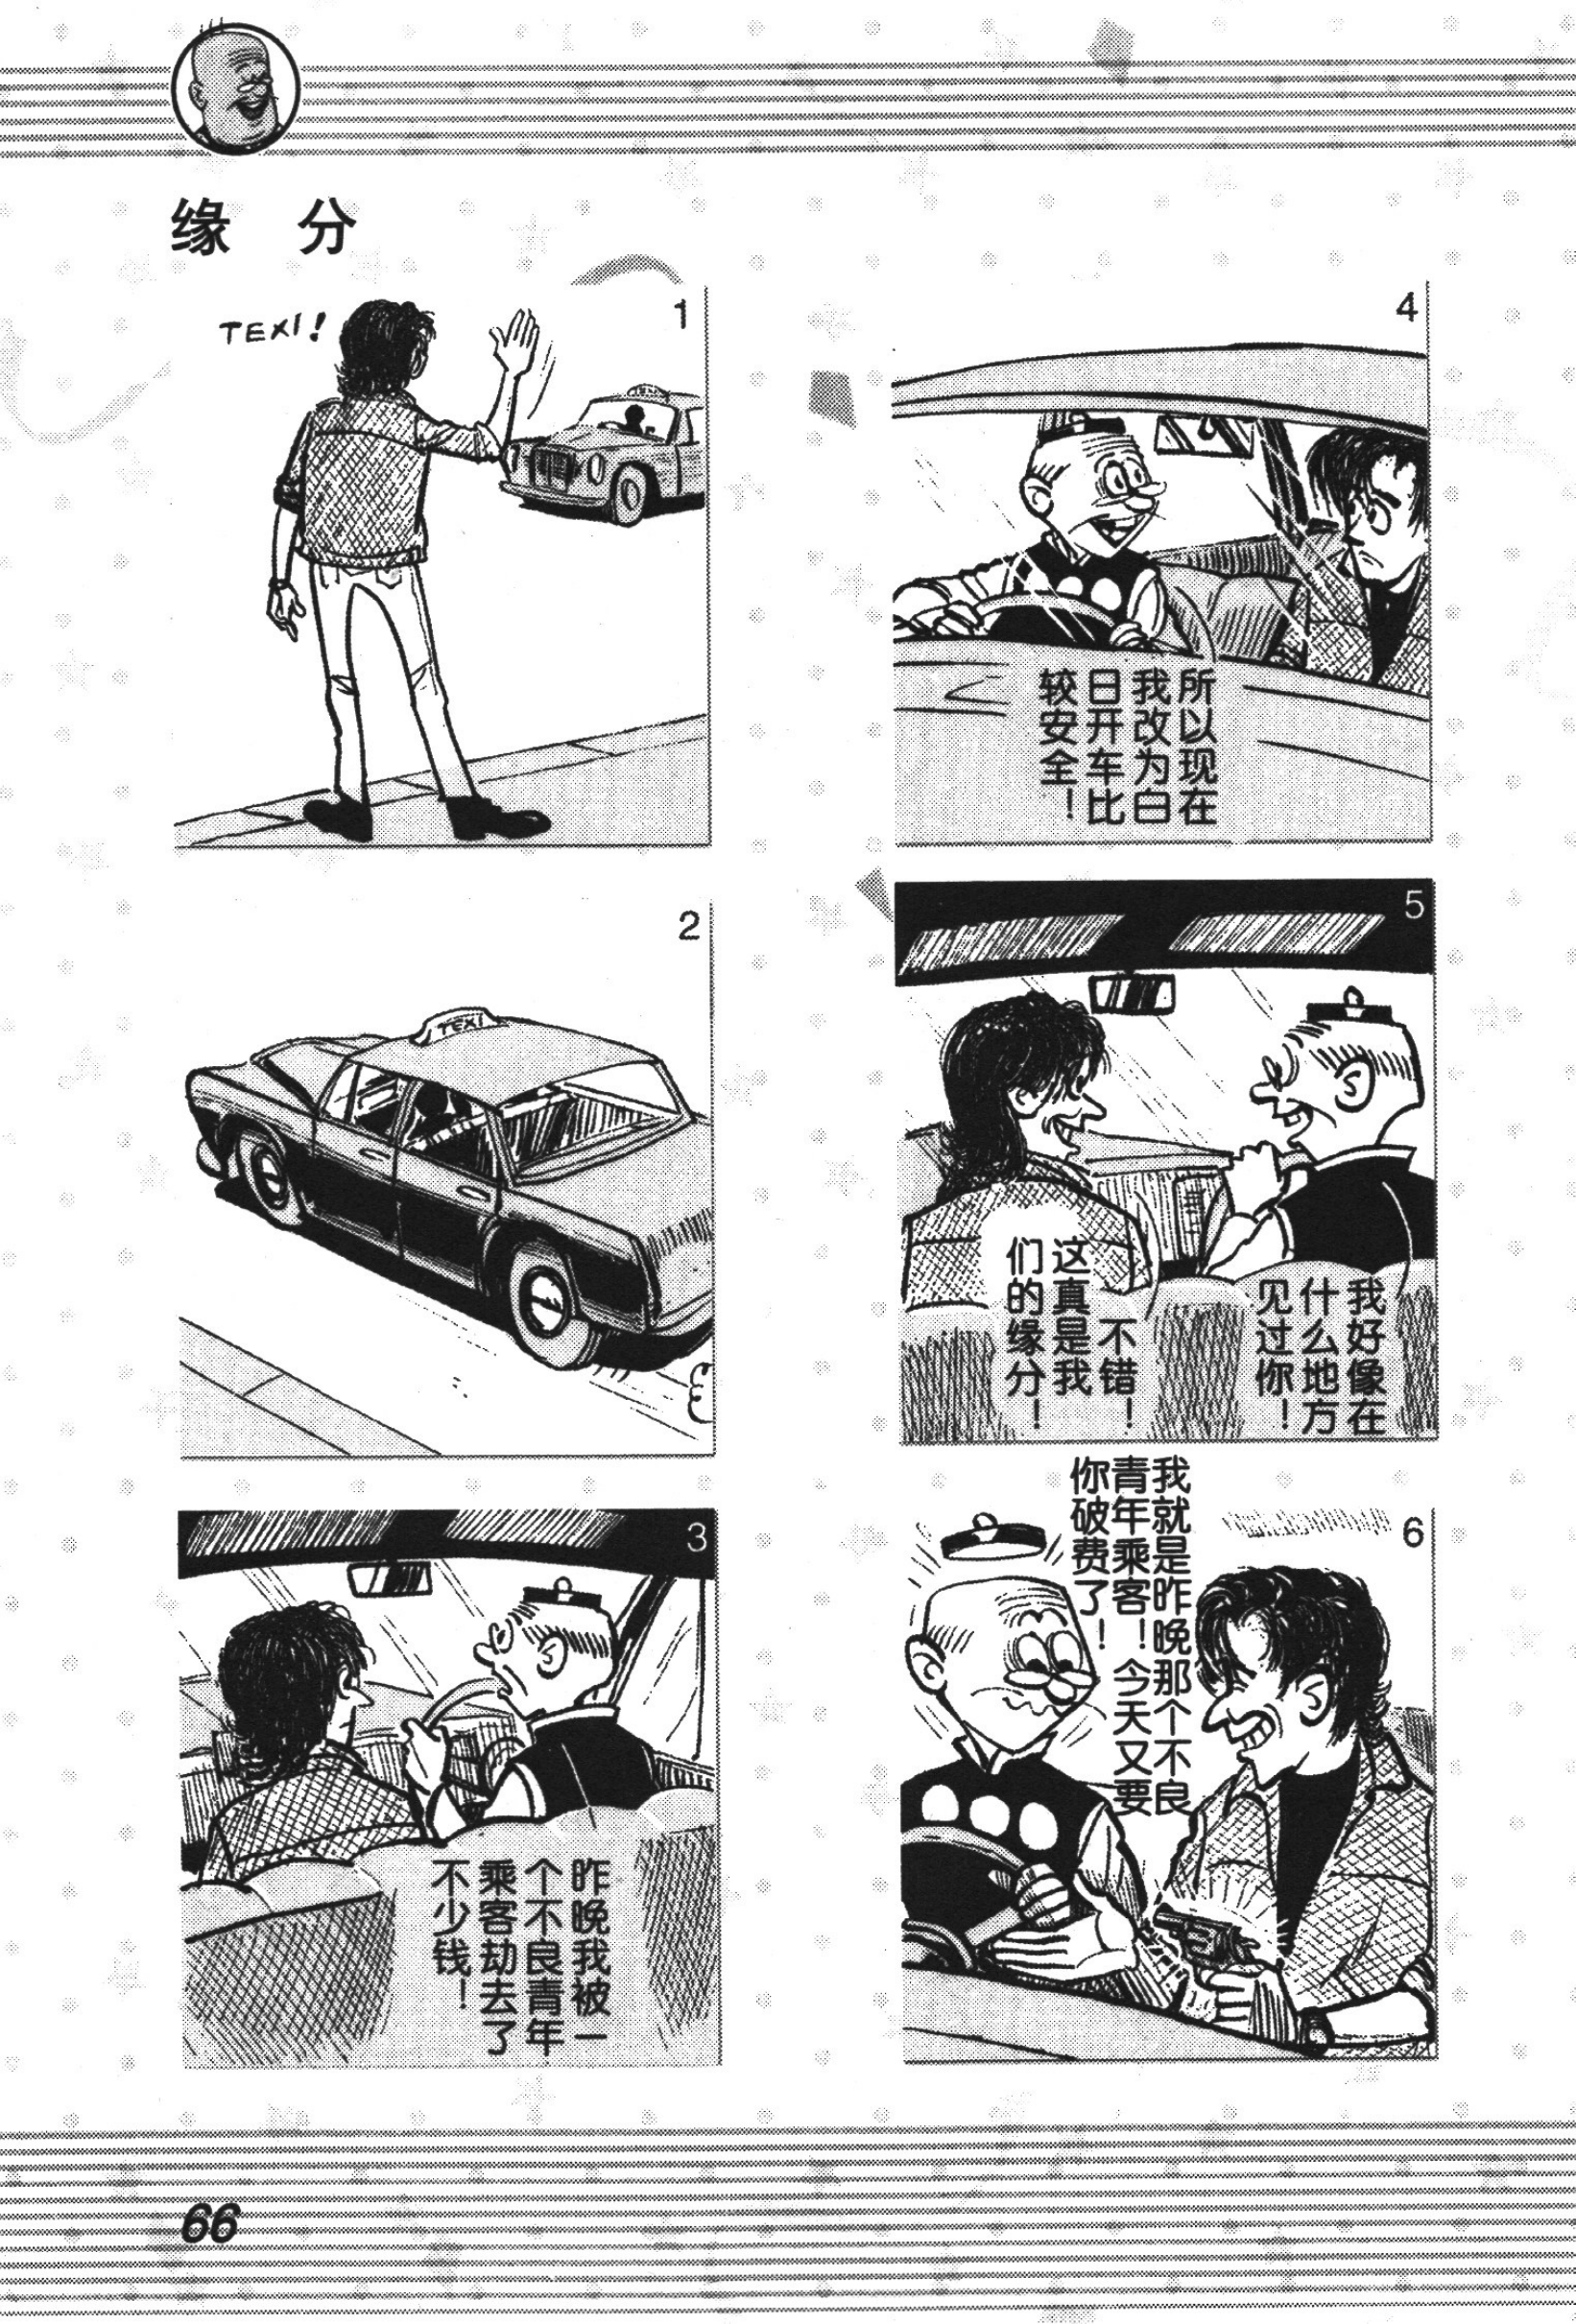 缘 分
TEXI!
1
2
TEXI
3
昨晚我被一
个不良青年
乘客劫去了
不少钱！
4
所以现在
我改为白
日开车比
较安全！
5
我好像在
什么地方
见过你！
不错！
这真是我
们的缘分！
6
我就是昨晚那个不良
青年乘客！今天又要
你破费了！
66